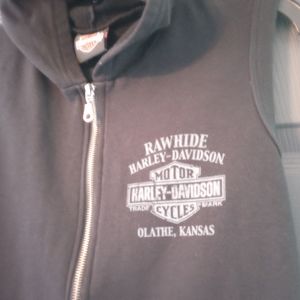 RAWHIDE
HARLEY-DAVIDSON
MOTOR
HARLEY-DAVIDSON
TRADE MARK
CYCLES
OLATHE, KANSAS